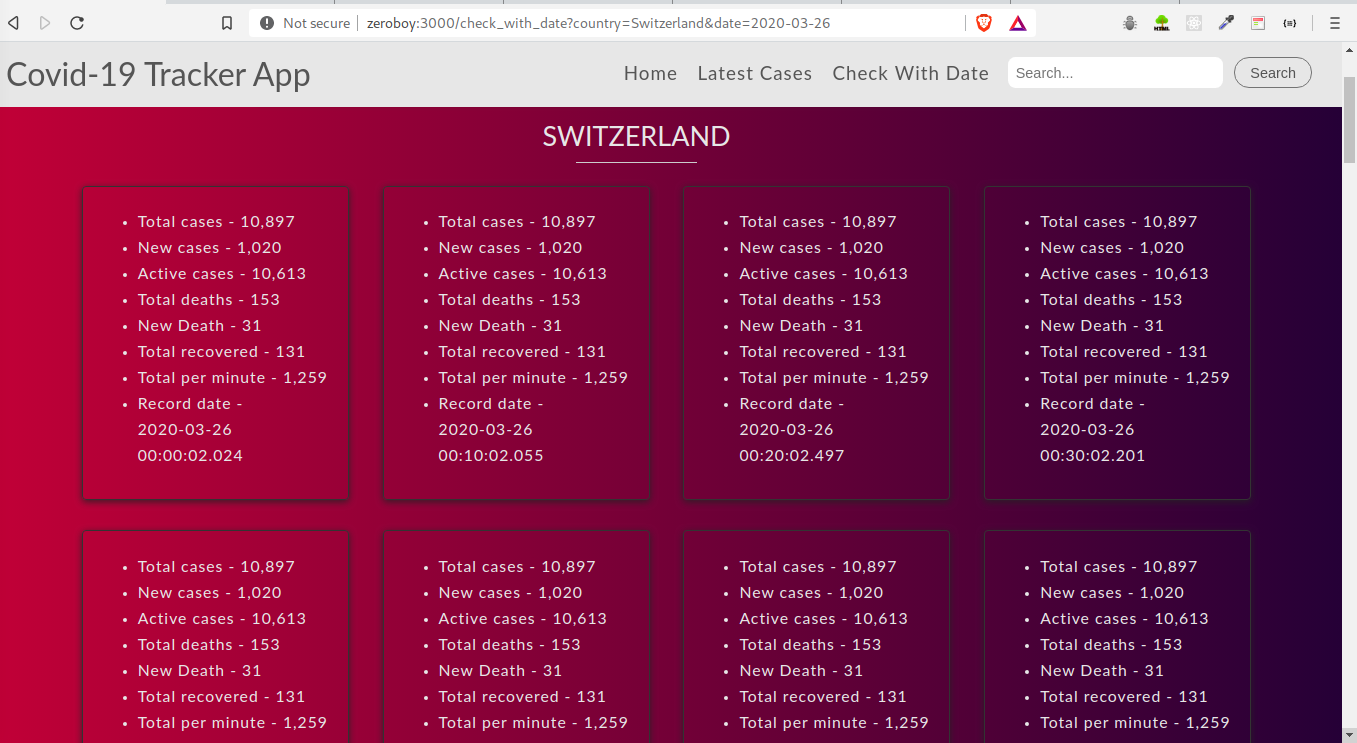 Not secure zeroboy:3000/check_with_date?country=Switzerland&date=2020-03-26
HTML
Covid-19 Tracker App
Home Latest Cases Check With Date Search... Search
SWITZERLAND
• Total cases - 10,897
• New cases - 1,020
• Active cases - 10,613
• Total deaths - 153
• New Death - 31
• Total recovered - 131
• Total per minute - 1,259
• Record date -
2020-03-26
00:00:02.024
• Total cases - 10,897
• New cases - 1,020
• Active cases - 10,613
• Total deaths - 153
• New Death - 31
• Total recovered - 131
• Total per minute - 1,259
• Record date -
2020-03-26
00:10:02.055
• Total cases - 10,897
• New cases - 1,020
• Active cases - 10,613
• Total deaths - 153
• New Death - 31
• Total recovered - 131
• Total per minute - 1,259
• Record date -
2020-03-26
00:20:02.497
• Total cases - 10,897
• New cases - 1,020
• Active cases - 10,613
• Total deaths - 153
• New Death - 31
• Total recovered - 131
• Total per minute - 1,259
• Record date -
2020-03-26
00:30:02.201
• Total cases - 10,897
• New cases - 1,020
• Active cases - 10,613
• Total deaths - 153
• New Death - 31
• Total recovered - 131
• Total per minute - 1,259
• Total cases - 10,897
• New cases - 1,020
• Active cases - 10,613
• Total deaths - 153
• New Death - 31
• Total recovered - 131
• Total per minute - 1,259
• Total cases - 10,897
• New cases - 1,020
• Active cases - 10,613
• Total deaths - 153
• New Death - 31
• Total recovered - 131
• Total per minute - 1,259
• Total cases - 10,897
• New cases - 1,020
• Active cases - 10,613
• Total deaths - 153
• New Death - 31
• Total recovered - 131
• Total per minute - 1,259